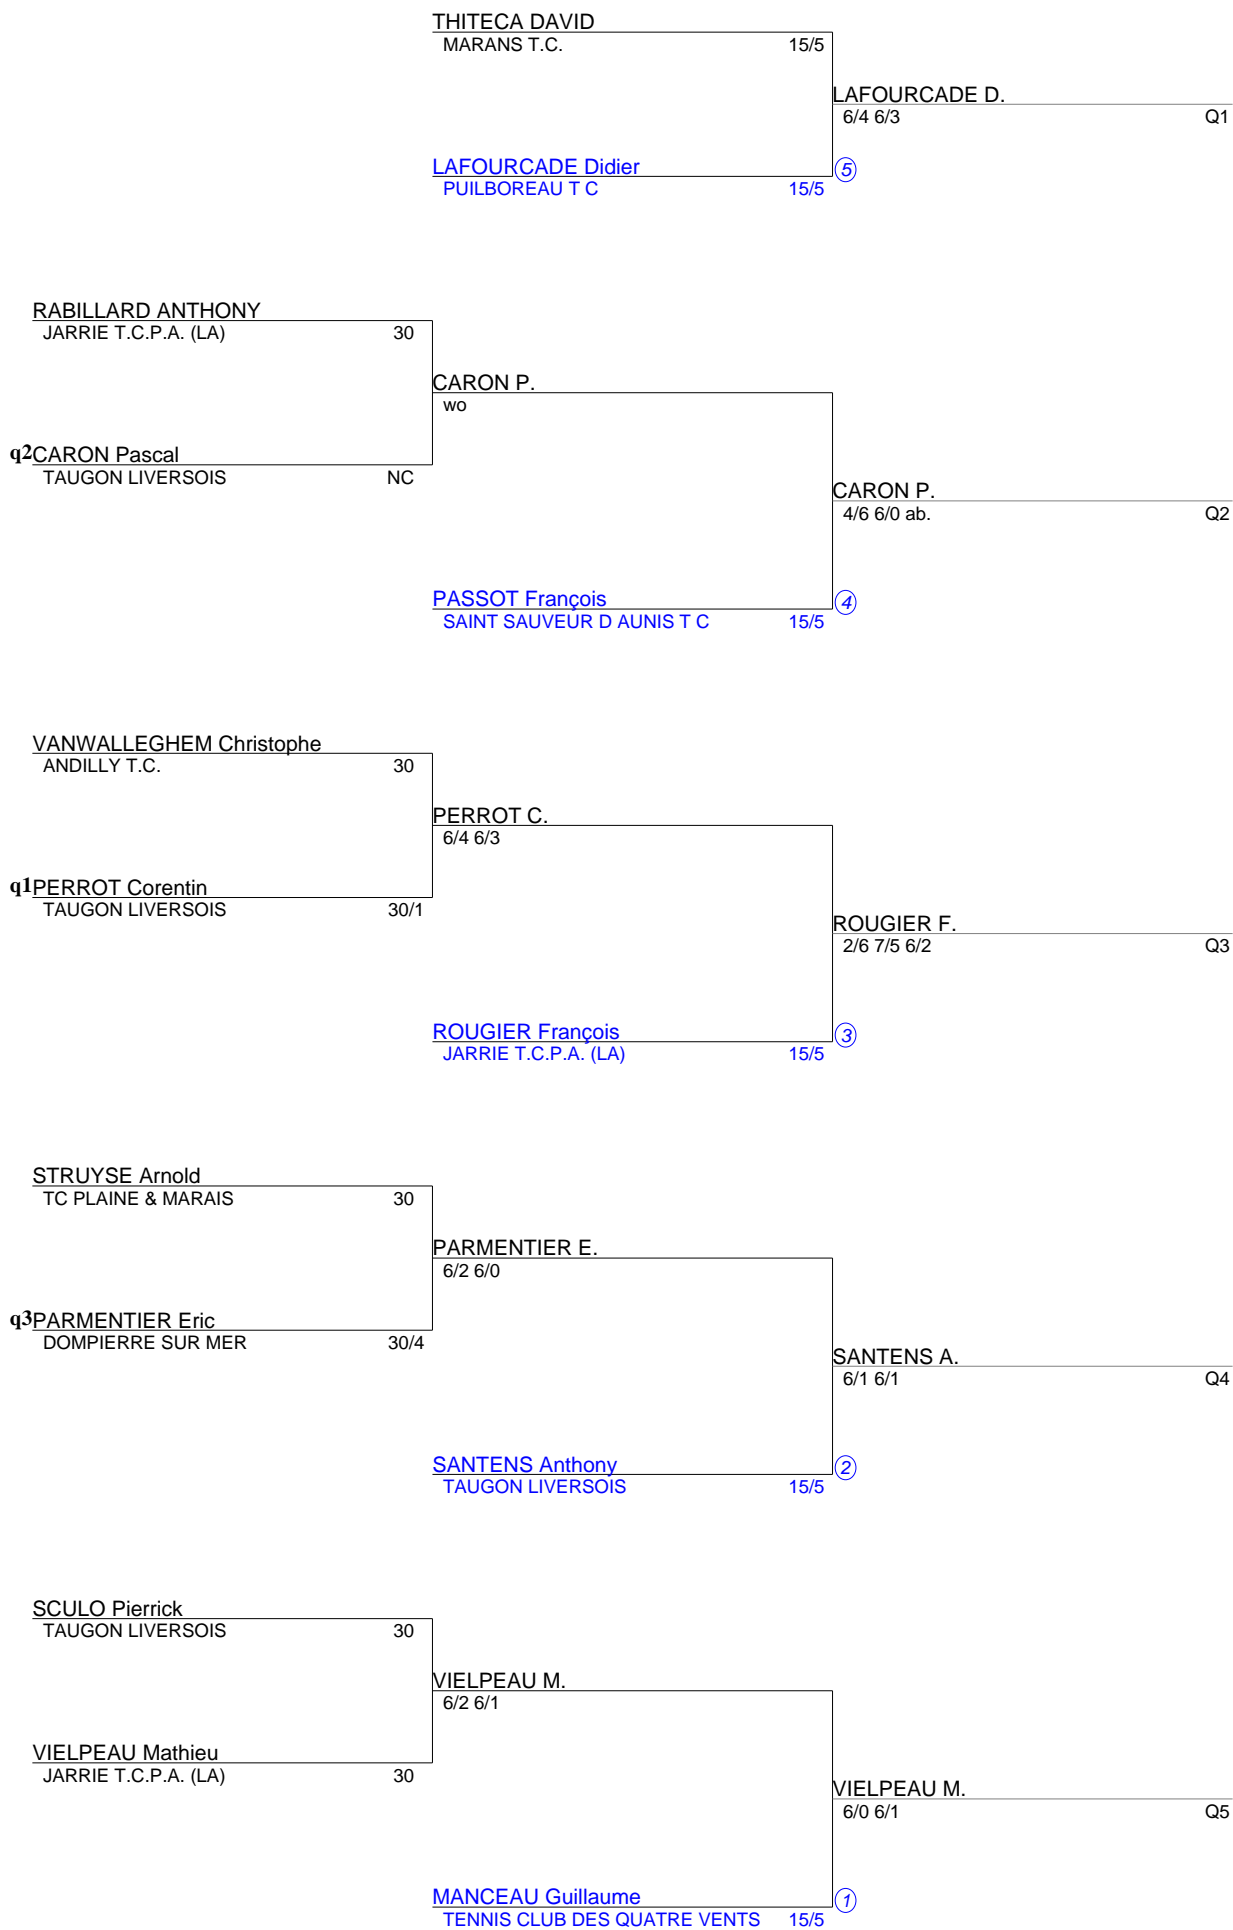 THITECA DAVID
MARANS T.C. 15/5
LAFOURCADE D.
6/4 6/3 Q1
LAFOURCADE Didier 5
PUILBOREAU T C 15/5
RABILLARD ANTHONY
JARRIE T.C.P.A. (LA) 30
CARON P.
wo
q2 CARON Pascal
TAUGON LIVERSOIS NC
CARON P.
4/6 6/0 ab. Q2
PASSOT François 4
SAINT SAUVEUR D AUNIS T C 15/5
VANWALLEGHEM Christophe
ANDILLY T.C. 30
PERROT C.
6/4 6/3
q1 PERROT Corentin
TAUGON LIVERSOIS 30/1
ROUGIER F.
2/6 7/5 6/2 Q3
ROUGIER François 3
JARRIE T.C.P.A. (LA) 15/5
STRUYSE Arnold
TC PLAINE & MARAIS 30
PARMENTIER E.
6/2 6/0
q3 PARMENTIER Eric
DOMPIERRE SUR MER 30/4
SANTENS A.
6/1 6/1 Q4
SANTENS Anthony 2
TAUGON LIVERSOIS 15/5
SCULO Pierrick
TAUGON LIVERSOIS 30
VIELPEAU M.
6/2 6/1
VIELPEAU Mathieu
JARRIE T.C.P.A. (LA) 30
VIELPEAU M.
6/0 6/1 Q5
MANCEAU Guillaume 1
TENNIS CLUB DES QUATRE VENTS 15/5